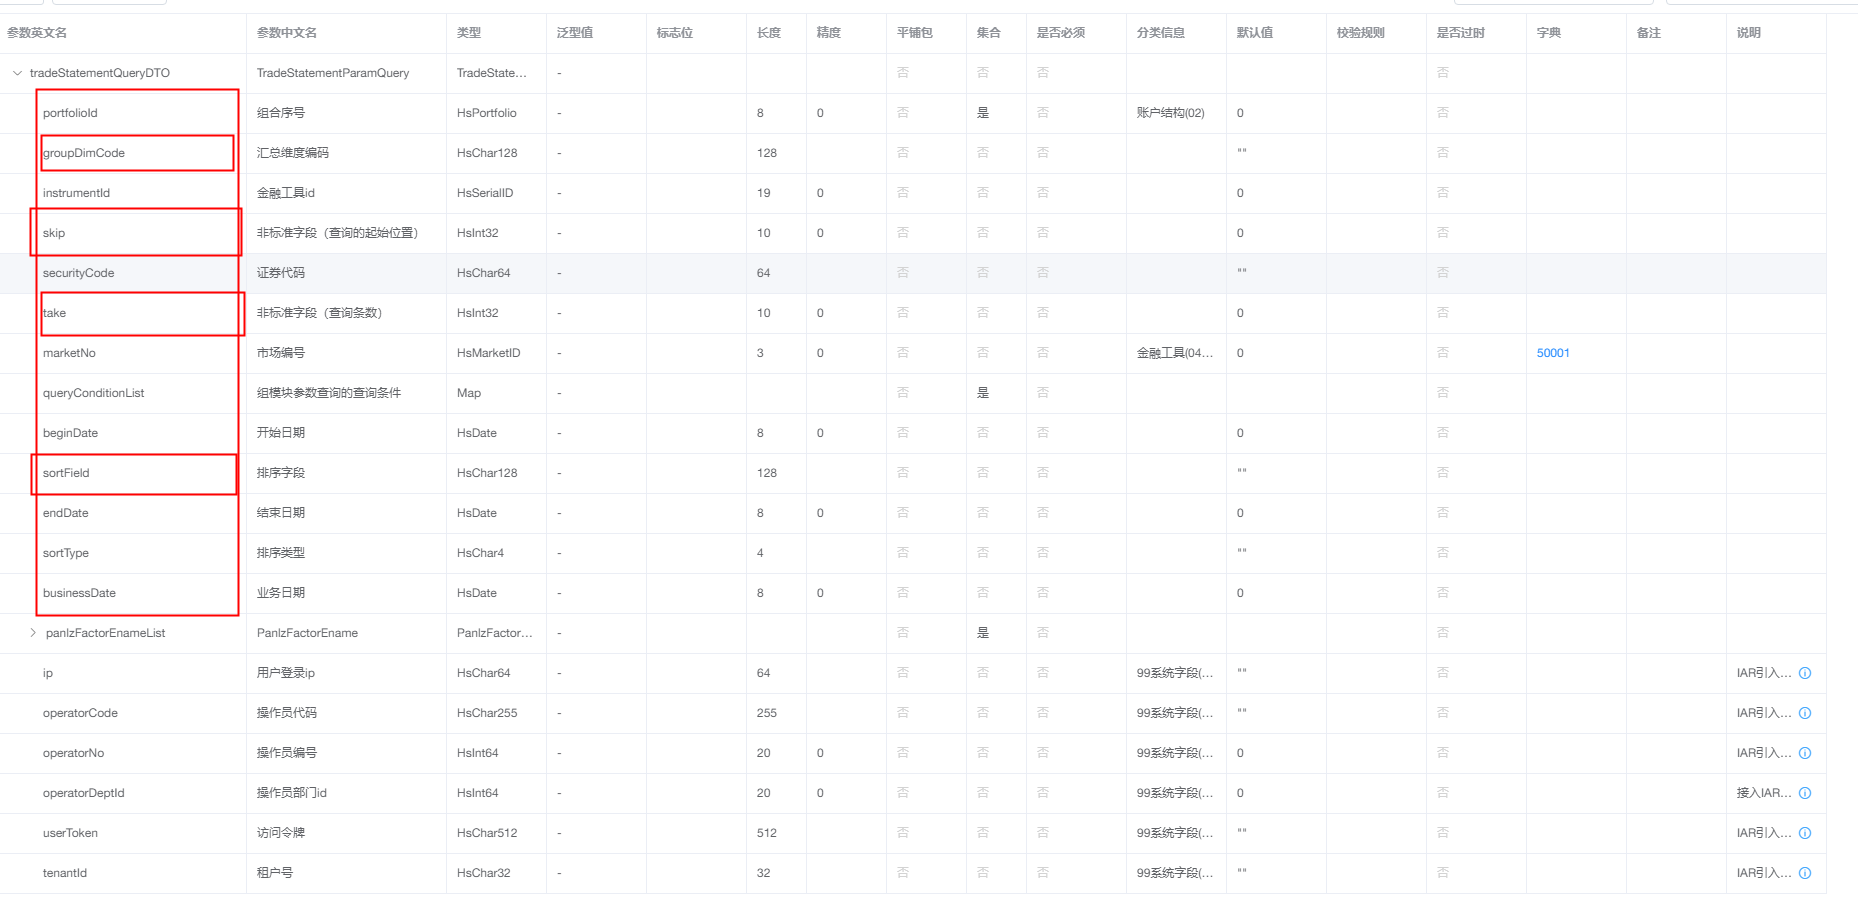 参数英文名 参数中文名 类型 泛型值 标志位 长度 精度 平铺包 集合 是否必须 分类信息 默认值 校验规则 是否过时 字典 备注 说明
tradeStatementQueryDTO TradeStatementParamQuery TradeState... - 否 否 否 否
portfolioId 组合序号 HsPortfolio - 8 0 否 是 否 账户结构(02) 0 否
groupDimCode 汇总维度编码 HsChar128 - 128 否 否 否 "" 否
instrumentId 金融工具id HsSerialID - 19 0 否 否 否 0 否
skip 非标准字段（查询的起始位置） HsInt32 - 10 0 否 否 否 0 否
securityCode 证券代码 HsChar64 - 64 否 否 否 "" 否
take 非标准字段（查询条数） HsInt32 - 10 0 否 否 否 0 否
marketNo 市场编号 HsMarketID - 3 0 否 否 否 金融工具(04... 0 否 50001
queryConditionList 组模块参数查询的查询条件 Map - 否 是 否 否
beginDate 开始日期 HsDate - 8 0 否 否 否 0 否
sortField 排序字段 HsChar128 - 128 否 否 否 "" 否
endDate 结束日期 HsDate - 8 0 否 否 否 0 否
sortType 排序类型 HsChar4 - 4 否 否 否 "" 否
businessDate 业务日期 HsDate - 8 0 否 否 否 0 否
panlzFactorEnameList PanlzFactorEname PanlzFactor... - 否 是 否 否
ip 用户登录ip HsChar64 - 64 否 否 否 99系统字段(... "" 否 IAR引入...
operatorCode 操作员代码 HsChar255 - 255 否 否 否 99系统字段(... "" 否 IAR引入...
operatorNo 操作员编号 HsInt64 - 20 0 否 否 否 99系统字段(... 0 否 IAR引入...
operatorDeptId 操作员部门id HsInt64 - 20 0 否 否 否 99系统字段(... 0 否 接入IAR...
userToken 访问令牌 HsChar512 - 512 否 否 否 99系统字段(... "" 否 IAR引入...
tenantId 租户号 HsChar32 - 32 否 否 否 99系统字段(... "" 否 IAR引入...